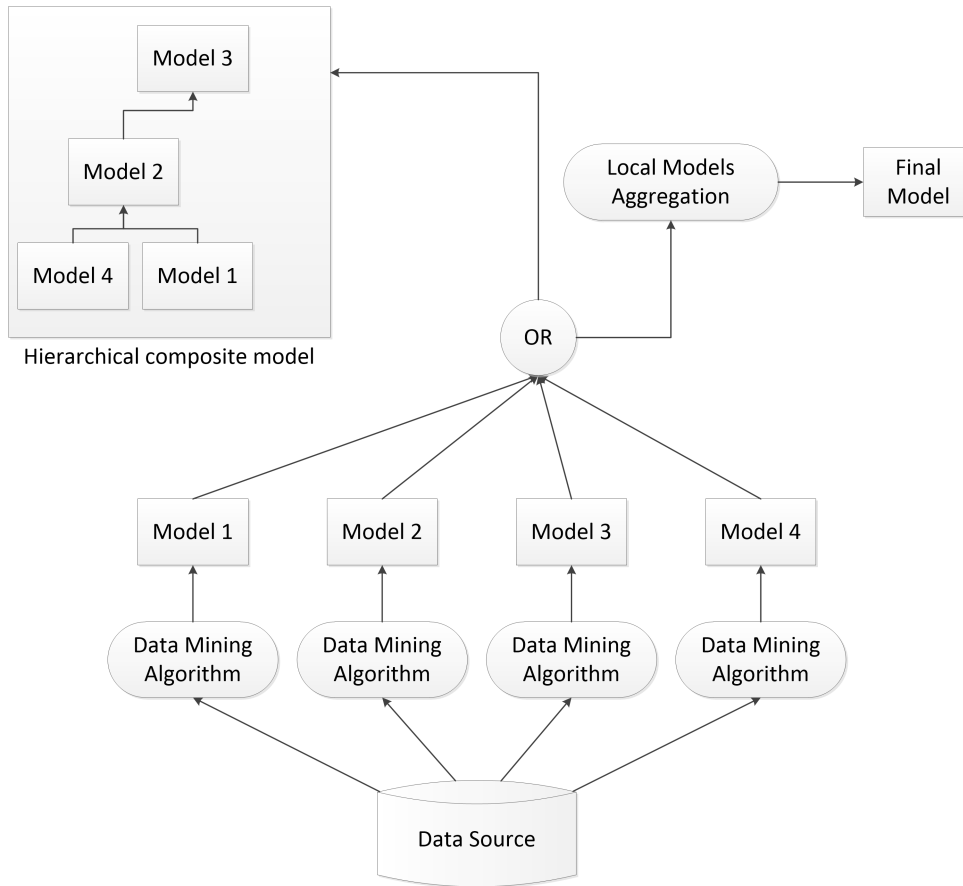 Model 3
Model 2
Model 4
Model 1
Hierarchical composite model
Local Models
Aggregation
Final
Model
OR
Model 1
Model 2
Model 3
Model 4
Data Mining
Algorithm
Data Mining
Algorithm
Data Mining
Algorithm
Data Mining
Algorithm
Data Source